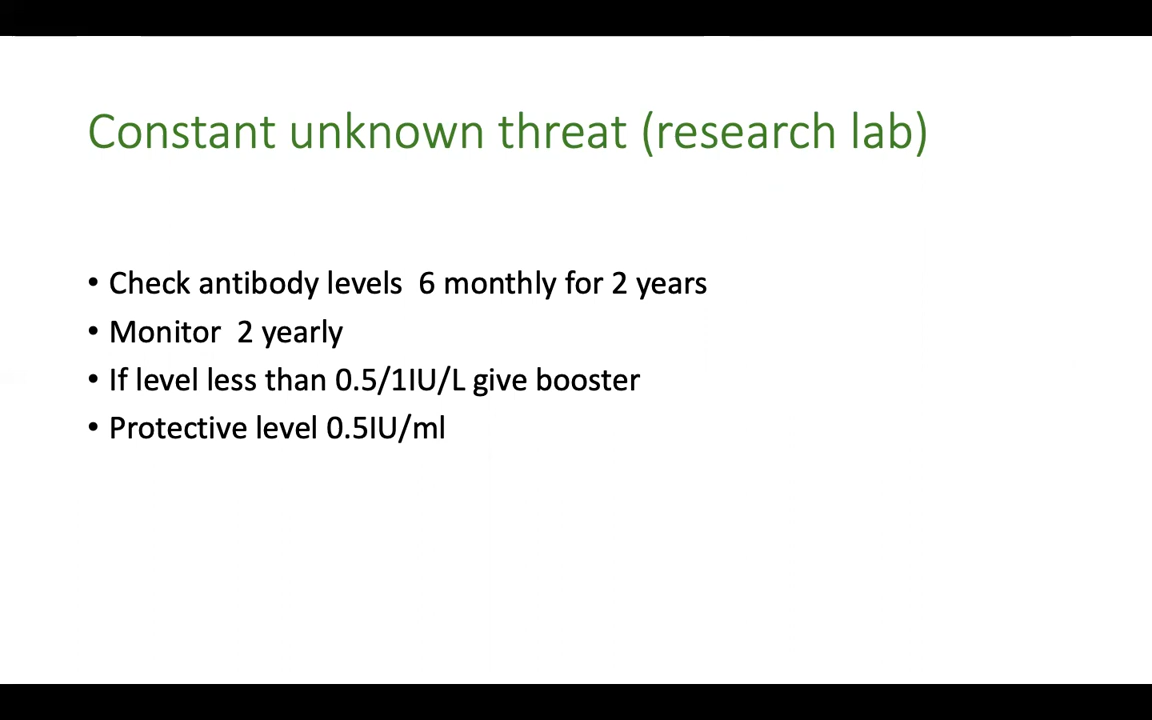 Constant unknown threat (research lab)
• Check antibody levels  6 monthly for 2 years
• Monitor  2 yearly
• If level less than 0.5/1IU/L give booster
• Protective level 0.5IU/ml